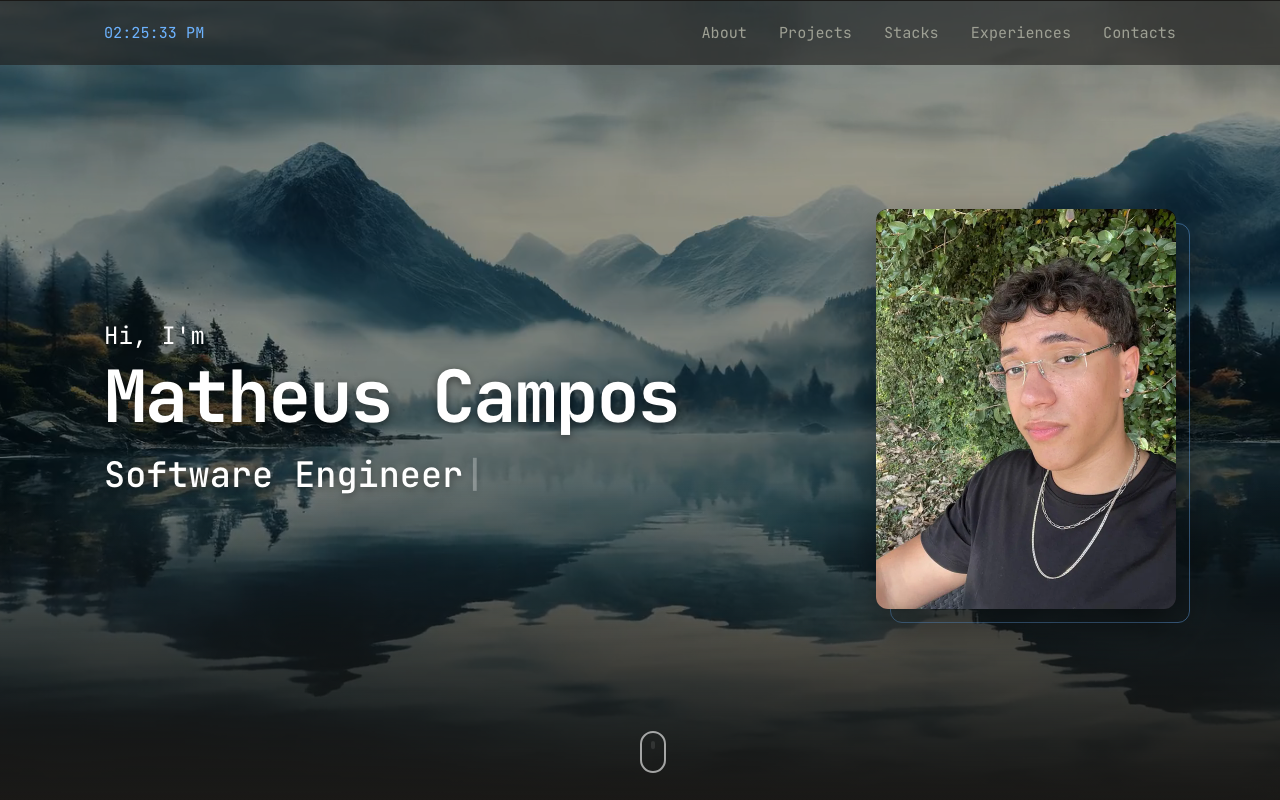 02:25:33 PM
About Projects Stacks Experiences Contacts
Hi, I'm
Matheus Campos
Software Engineer